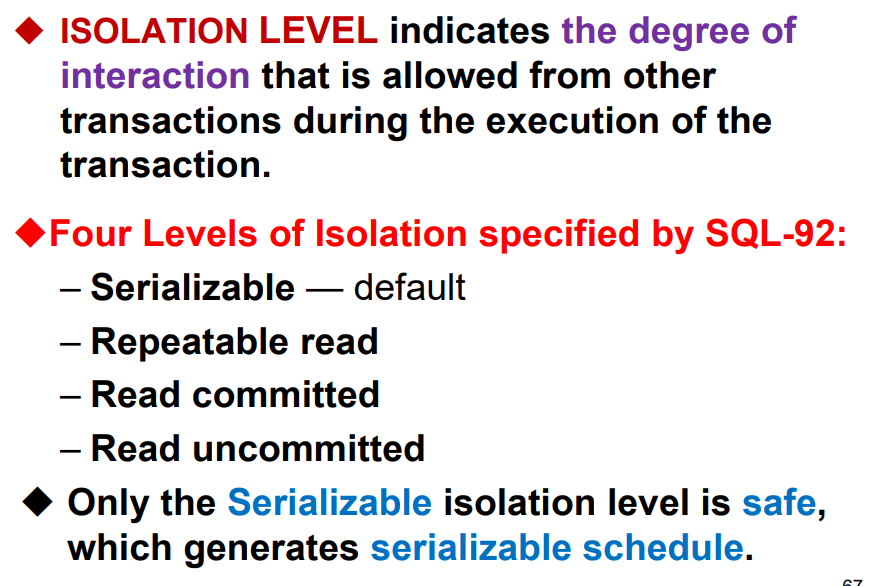 ◆ ISOLATION LEVEL indicates the degree of
interaction that is allowed from other
transactions during the execution of the
transaction.
◆Four Levels of Isolation specified by SQL-92:
– Serializable — default
– Repeatable read
– Read committed
– Read uncommitted
◆ Only the Serializable isolation level is safe,
which generates serializable schedule.
67